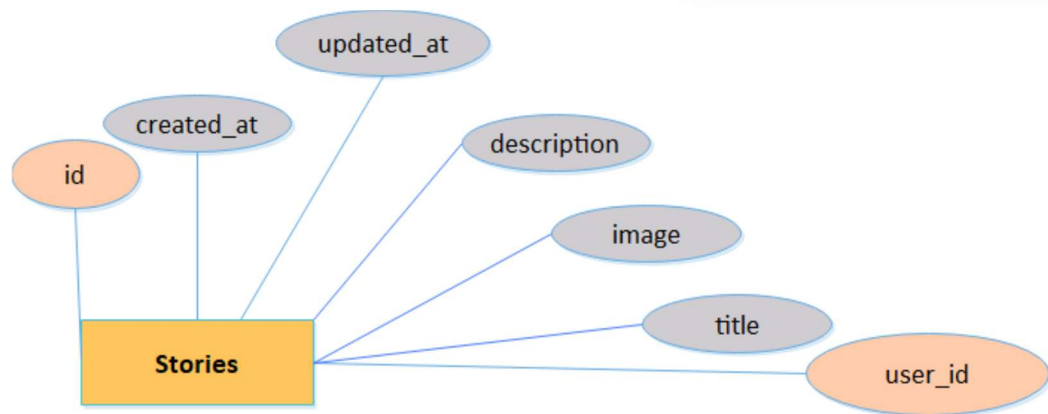 updated_at
created_at
description
id
image
title
Stories
user_id